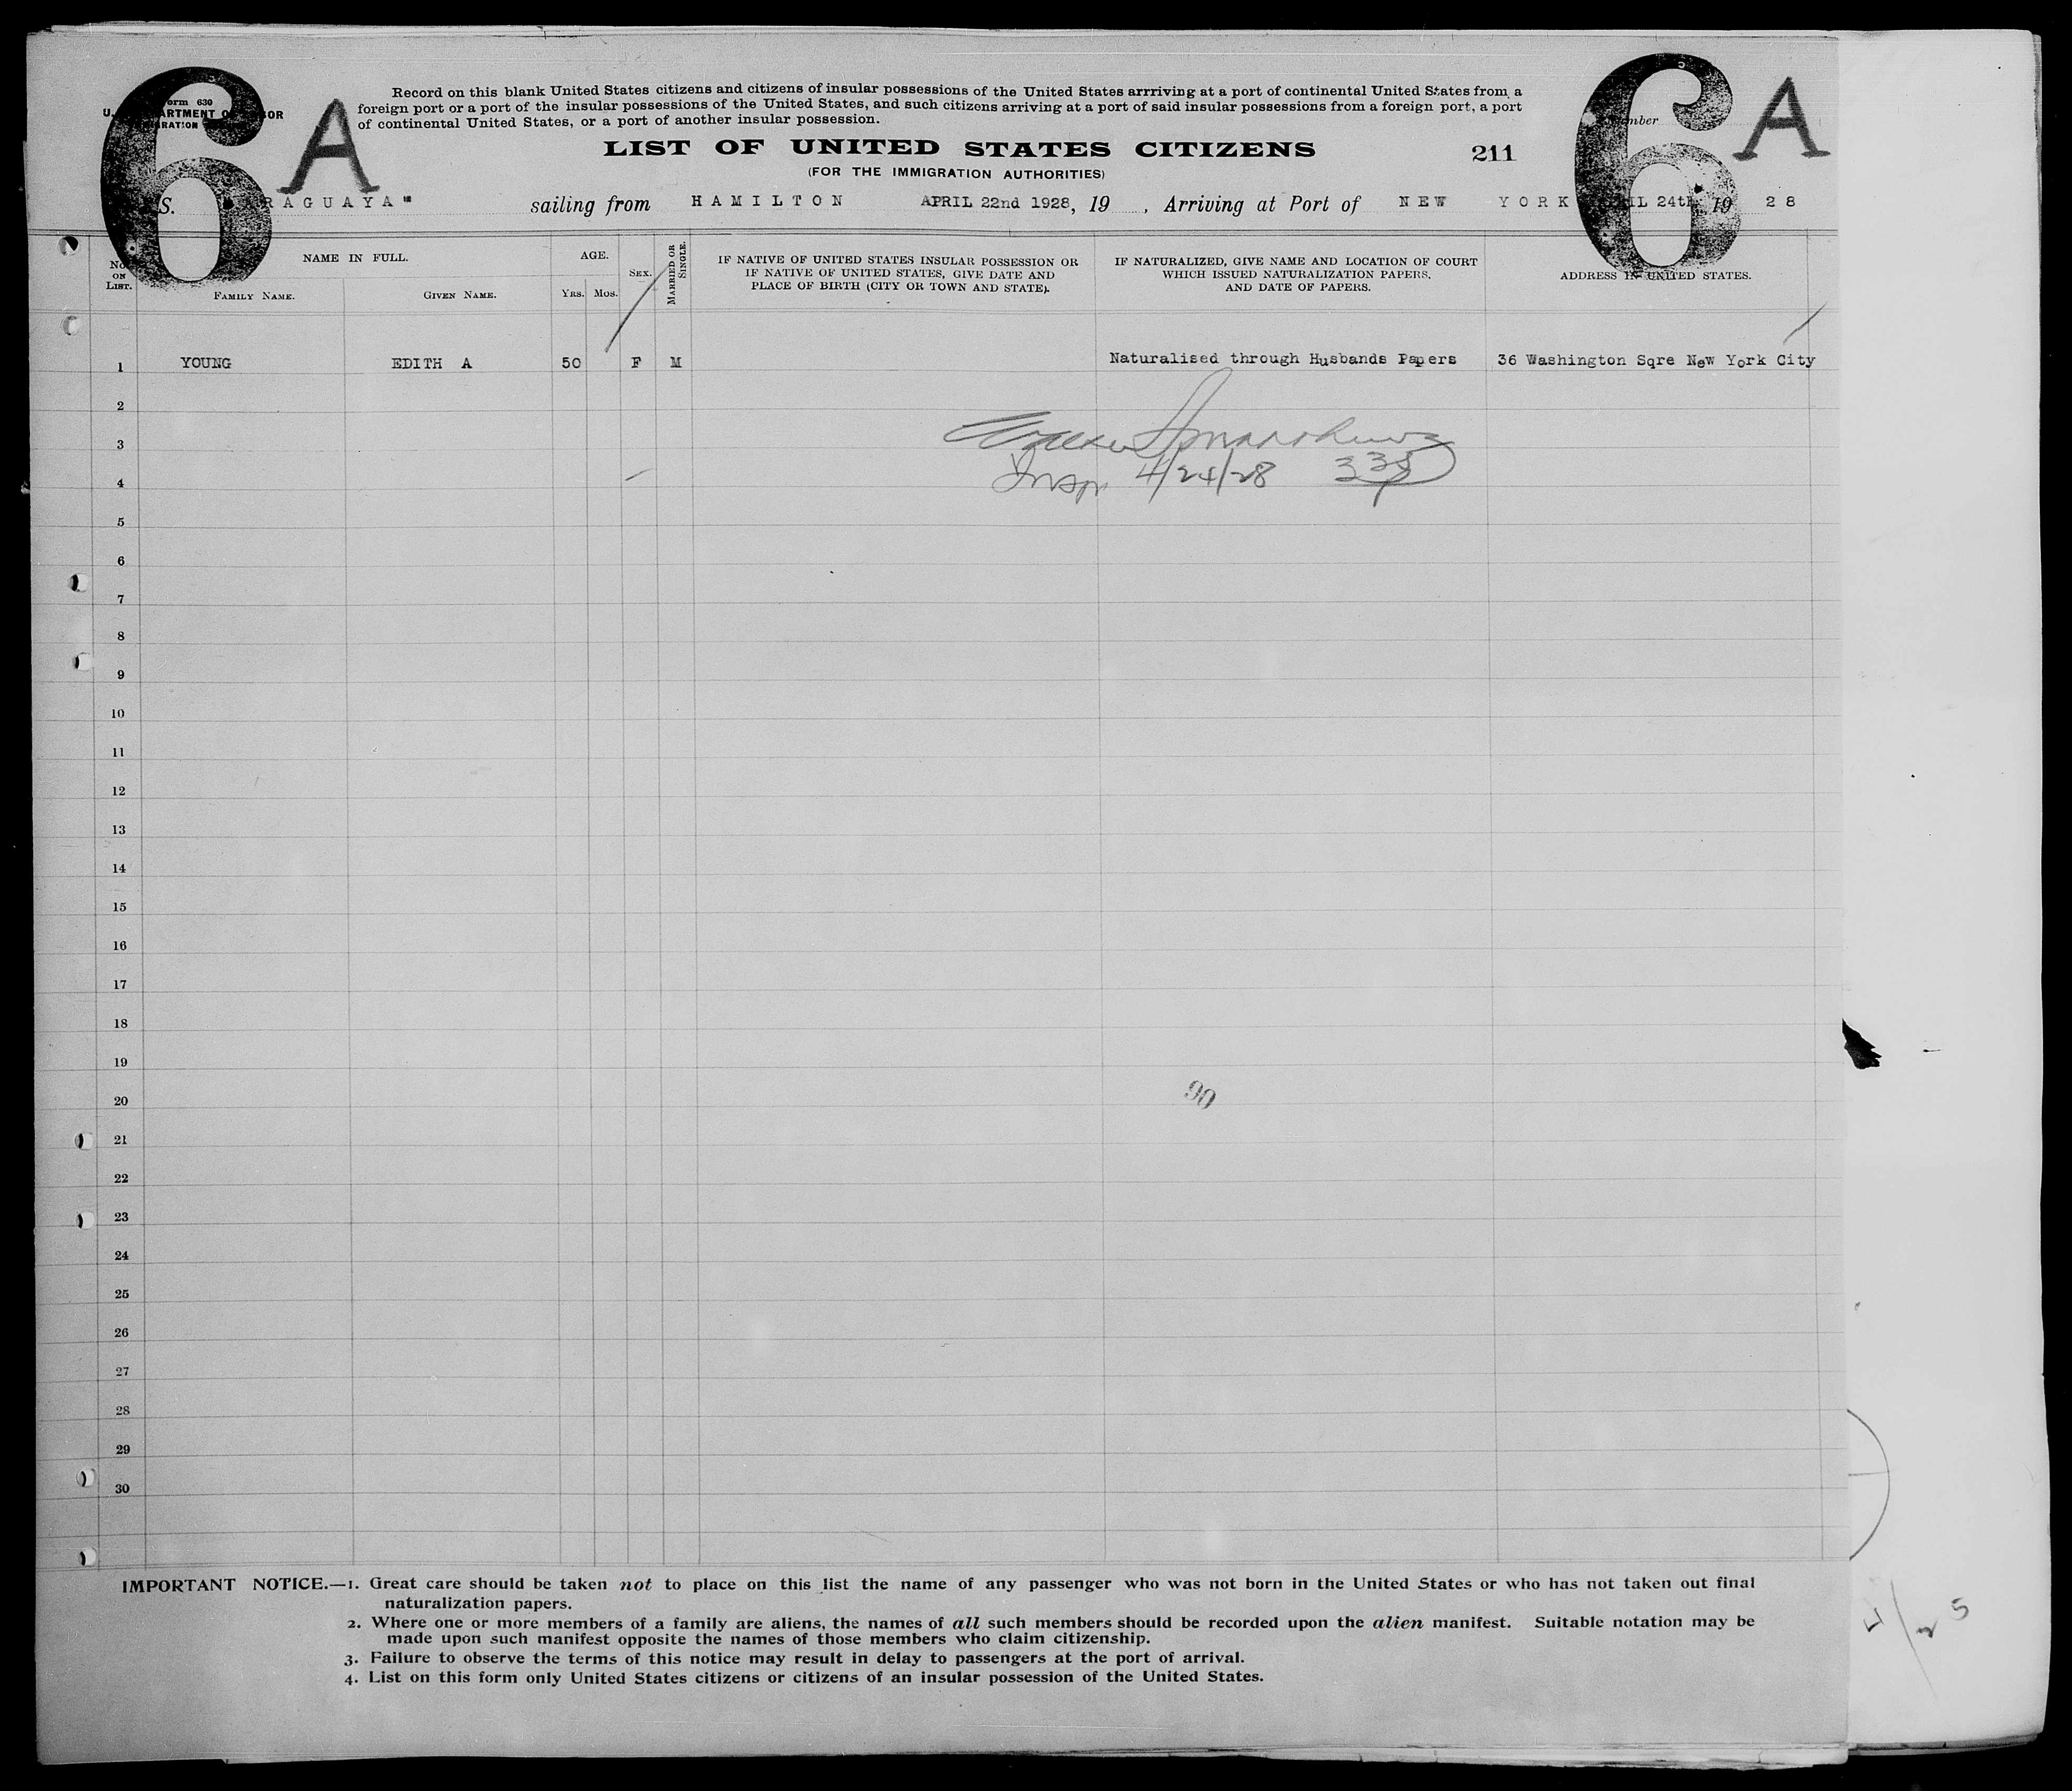 6 A
6 A
Form 630
Record on this blank United States citizens and citizens of insular possessions of the United States arrriving at a port of continental United States from a
foreign port or a port of the insular possessions of the United States, and such citizens arriving at a port of said insular possessions from a foreign port, a port
of continental United States, or a port of another insular possession.
LIST OF UNITED STATES CITIZENS 211
(FOR THE IMMIGRATION AUTHORITIES)
S. RAGUAYA" sailing from HAMILTON APRIL 22nd 1928, 19 , Arriving at Port of NEW YORK 24th 19 28
No. ON LIST.
NAME IN FULL.
FAMILY NAME. GIVEN NAME.
AGE.
YRS. MOS.
SEX.
MARRIED OR SINGLE.
IF NATIVE OF UNITED STATES INSULAR POSSESSION OR
IF NATIVE OF UNITED STATES, GIVE DATE AND
PLACE OF BIRTH (CITY OR TOWN AND STATE).
IF NATURALIZED, GIVE NAME AND LOCATION OF COURT
WHICH ISSUED NATURALIZATION PAPERS,
AND DATE OF PAPERS.
ADDRESS IN UNITED STATES.
1 YOUNG EDITH A 50 F M Naturalised through Husbands Papers 36 Washington Sqre New York City
2
3
4 Inspr 4/24/28
5
6
7
8
9
10
11
12
13
14
15
16
17
18
19
20 90
21
22
23
24
25
26
27
28
29
30
IMPORTANT NOTICE.—1. Great care should be taken not to place on this list the name of any passenger who was not born in the United States or who has not taken out final
naturalization papers.
2. Where one or more members of a family are aliens, the names of all such members should be recorded upon the alien manifest. Suitable notation may be
made upon such manifest opposite the names of those members who claim citizenship.
3. Failure to observe the terms of this notice may result in delay to passengers at the port of arrival.
4. List on this form only United States citizens or citizens of an insular possession of the United States.